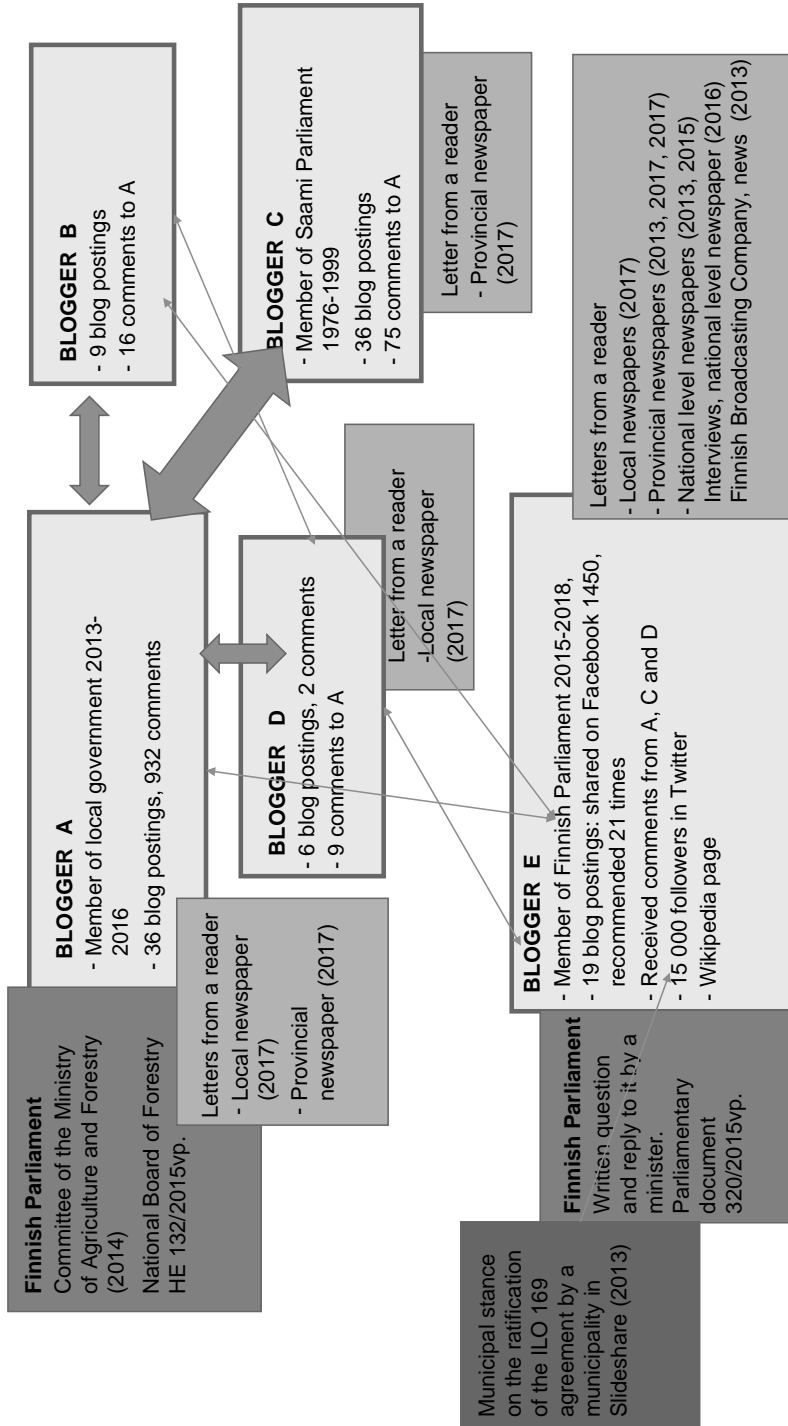 Finnish Parliament
Committee of the Ministry
of Agriculture and Forestry
(2014)
National Board of Forestry
HE 132/2015vp.
BLOGGER A
- Member of local government 2013-
2016
- 36 blog postings, 932 comments
BLOGGER B
- 9 blog postings
- 16 comments to A
Letters from a reader
- Local newspaper
(2017)
- Provincial
newspaper (2017)
BLOGGER D
- 6 blog postings, 2 comments
- 9 comments to A
Letter from a reader
-Local newspaper
(2017)
BLOGGER C
- Member of Saami Parliament
1976-1999
- 36 blog postings
- 75 comments to A
Letter from a reader
- Provincial newspaper
(2017)
Municipal stance
on the ratification
of the ILO 169
agreement by a
municipality in
Slideshare (2013)
Finnish Parliament
Written question
and reply to it by a
minister.
Parliamentary
document
320/2015vp.
BLOGGER E
- Member of Finnish Parliament 2015-2018,
- 19 blog postings: shared on Facebook 1450,
recommended 21 times
- Received comments from A, C and D
- 15 000 followers in Twitter
- Wikipedia page
Letters from a reader
- Local newspapers (2017)
- Provincial newspapers (2013, 2017, 2017)
- National level newspapers (2013, 2015)
Interviews, national level newspaper (2016)
Finnish Broadcasting Company, news (2013)